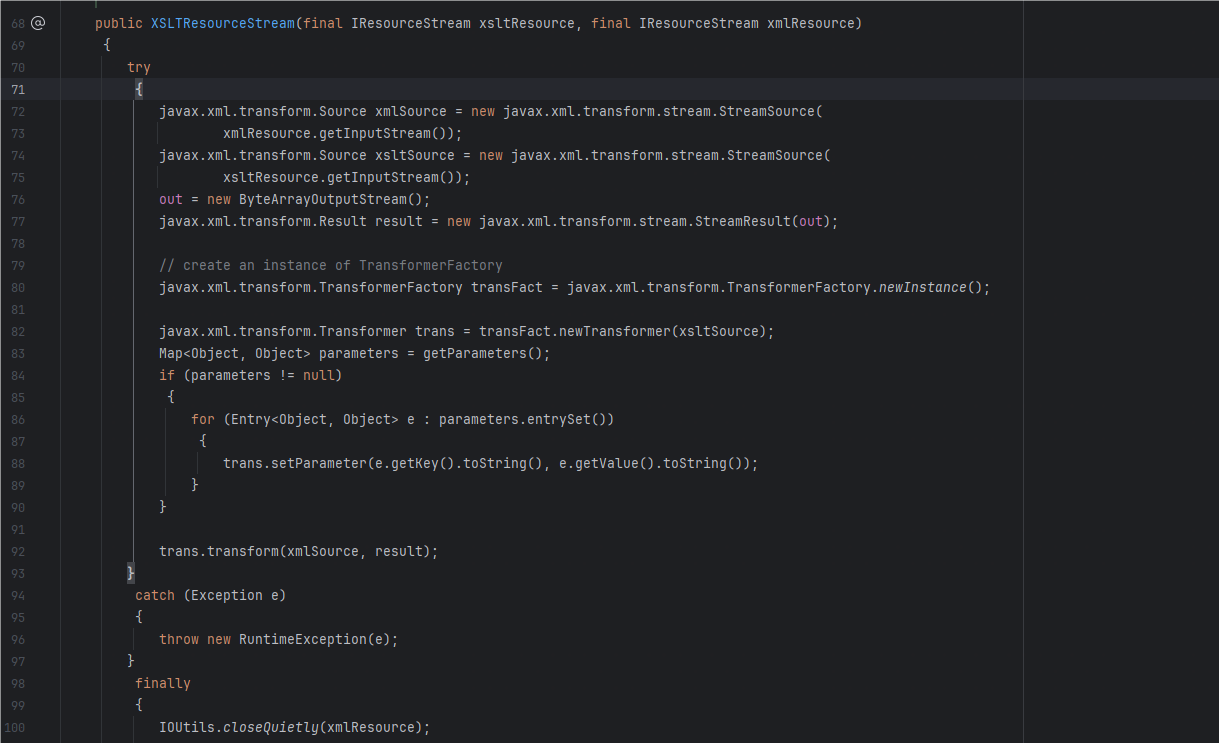 68 @ public XSLTResourceStream(final IResourceStream xsltResource, final IResourceStream xmlResource)
69 {
70 try
71 {
72 javax.xml.transform.Source xmlSource = new javax.xml.transform.stream.StreamSource(
73 xmlResource.getInputStream());
74 javax.xml.transform.Source xsltSource = new javax.xml.transform.stream.StreamSource(
75 xsltResource.getInputStream());
76 out = new ByteArrayOutputStream();
77 javax.xml.transform.Result result = new javax.xml.transform.stream.StreamResult(out);
78
79 // create an instance of TransformerFactory
80 javax.xml.transform.TransformerFactory transFact = javax.xml.transform.TransformerFactory.newInstance();
81
82 javax.xml.transform.Transformer trans = transFact.newTransformer(xsltSource);
83 Map<Object, Object> parameters = getParameters();
84 if (parameters != null)
85 {
86 for (Entry<Object, Object> e : parameters.entrySet())
87 {
88 trans.setParameter(e.getKey().toString(), e.getValue().toString());
89 }
90 }
91
92 trans.transform(xmlSource, result);
93 }
94 catch (Exception e)
95 {
96 throw new RuntimeException(e);
97 }
98 finally
99 {
100 IOUtils.closeQuietly(xmlResource);